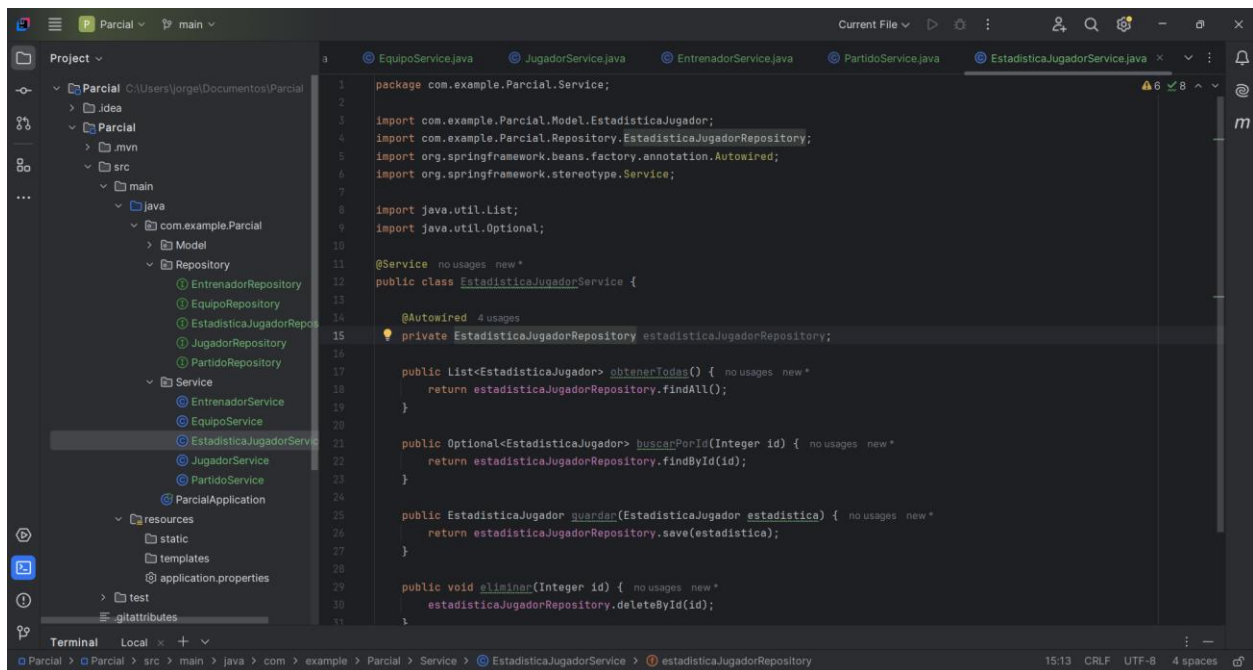 P Parcial main Current File
Project
a EquipoService.java JugadorService.java EntrenadorService.java PartidoService.java EstadisticaJugadorService.java
Parcial C:\Users\jorge\Documentos\Parcial
.idea
Parcial
.mvn
src
main
java
com.example.Parcial
Model
Repository
EntrenadorRepository
EquipoRepository
EstadisticaJugadorRepos
JugadorRepository
PartidoRepository
Service
EntrenadorService
EquipoService
EstadisticaJugadorServic
JugadorService
PartidoService
ParcialApplication
resources
static
templates
application.properties
test
.gitattributes
6 8
m
1 package com.example.Parcial.Service;
2
3 import com.example.Parcial.Model.EstadisticaJugador;
4 import com.example.Parcial.Repository.EstadisticaJugadorRepository;
5 import org.springframework.beans.factory.annotation.Autowired;
6 import org.springframework.stereotype.Service;
7
8 import java.util.List;
9 import java.util.Optional;
10
11 @Service no usages new *
12 public class EstadisticaJugadorService {
13
14 @Autowired 4 usages
15 private EstadisticaJugadorRepository estadisticaJugadorRepository;
16
17 public List<EstadisticaJugador> obtenerTodas() { no usages new *
18 return estadisticaJugadorRepository.findAll();
19 }
20
21 public Optional<EstadisticaJugador> buscarPorId(Integer id) { no usages new *
22 return estadisticaJugadorRepository.findById(id);
23 }
24
25 public EstadisticaJugador guardar(EstadisticaJugador estadistica) { no usages new *
26 return estadisticaJugadorRepository.save(estadistica);
27 }
28
29 public void eliminar(Integer id) { no usages new *
30 estadisticaJugadorRepository.deleteById(id);
31 }
Terminal Local
Parcial > Parcial > src > main > java > com > example > Parcial > Service > EstadisticaJugadorService > estadisticaJugadorRepository 15:13 CRLF UTF-8 4 spaces